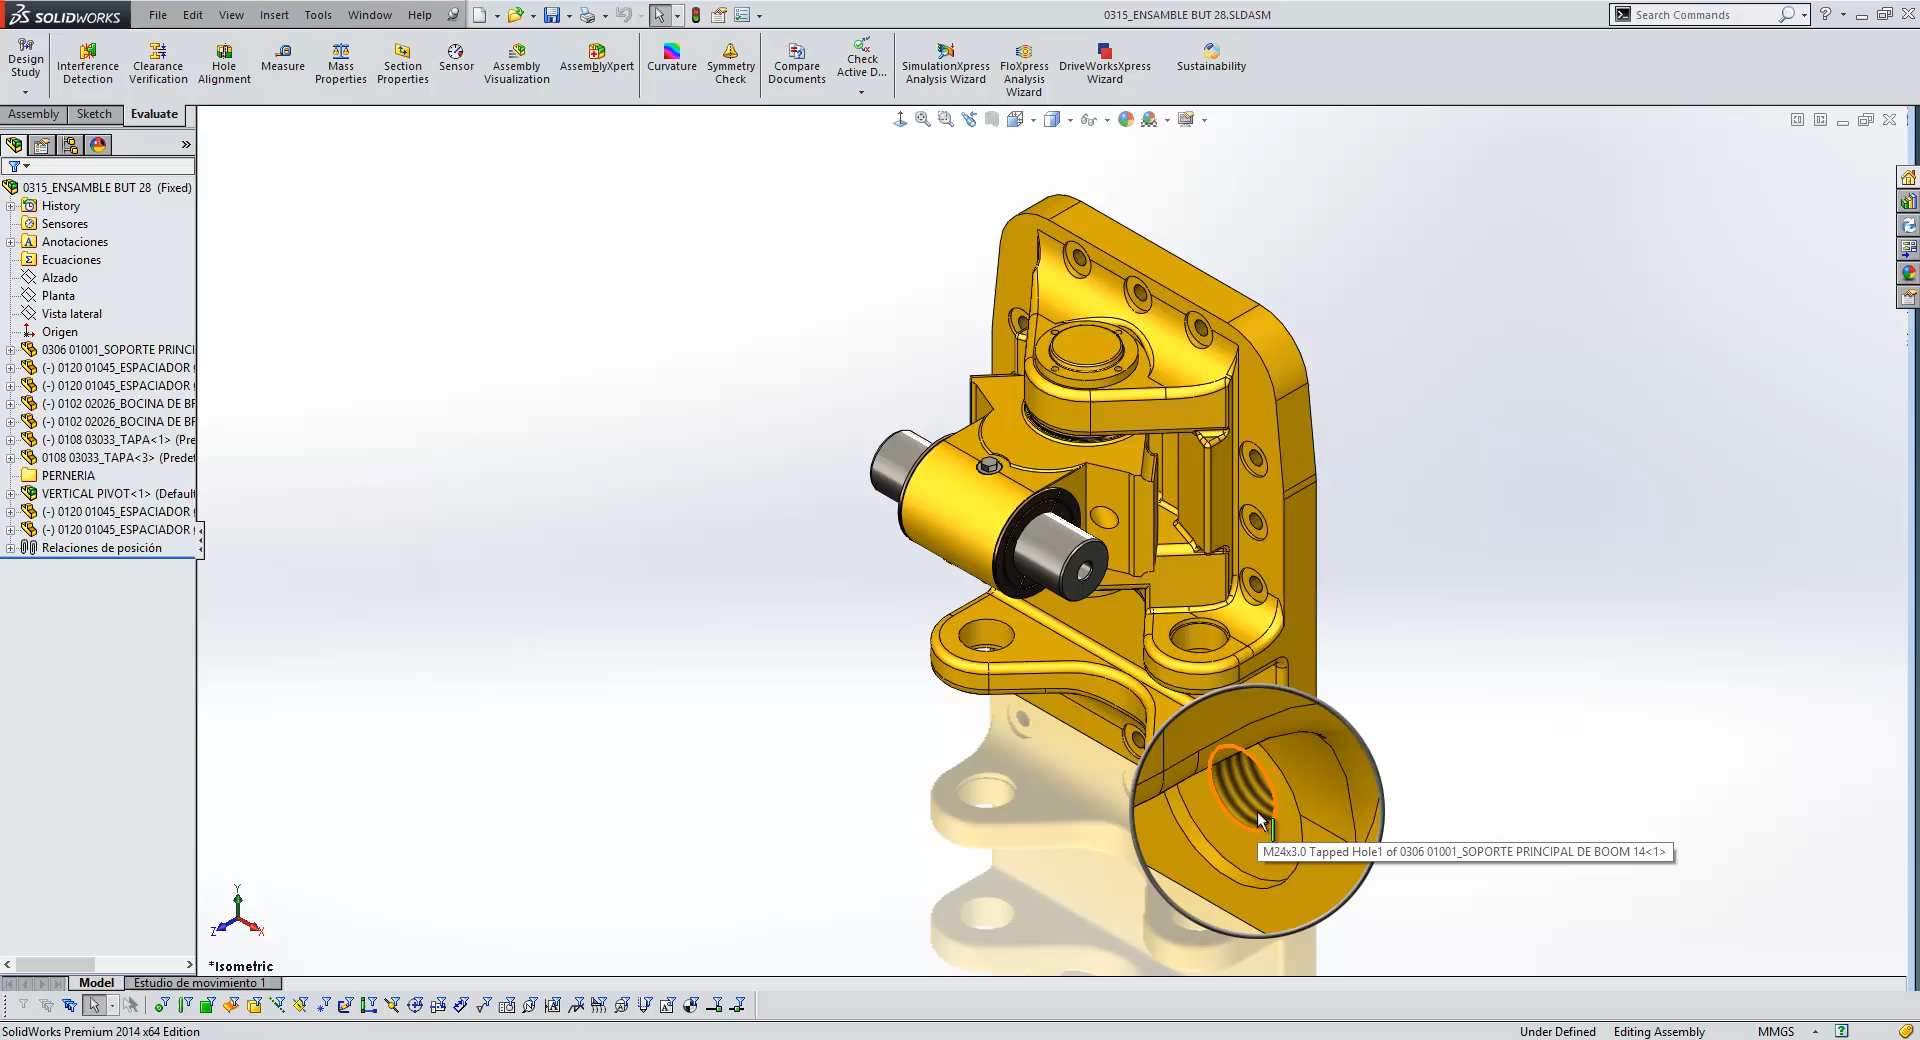 SOLIDWORKS
File Edit View Insert Tools Window Help
0315_ENSAMBLE BUT 28.SLDASM
Search Commands
Design Study
Interference Detection
Clearance Verification
Hole Alignment
Measure
Mass Properties
Section Properties
Sensor
Assembly Visualization
AssemblyXpert
Curvature
Symmetry Check
Compare Documents
Check Active D...
SimulationXpress Analysis Wizard
FloXpress Analysis Wizard
DriveWorksXpress Wizard
Sustainability
Assembly Sketch Evaluate
0315_ENSAMBLE BUT 28 (Fixed)
History
Sensores
Anotaciones
Ecuaciones
Alzado
Planta
Vista lateral
Origen
0306 01001_SOPORTE PRINCI
(-) 0120 01045_ESPACIADOR
(-) 0120 01045_ESPACIADOR
(-) 0102 02026_BOCINA DE BR
(-) 0102 02026_BOCINA DE BR
(-) 0108 03033_TAPA<1> (Pre
0108 03033_TAPA<3> (Predet
PERNERIA
VERTICAL PIVOT<1> (Default
(-) 0120 01045_ESPACIADOR
(-) 0120 01045_ESPACIADOR
Relaciones de posición
M24x3.0 Tapped Hole1 of 0306 01001_SOPORTE PRINCIPAL DE BOOM 14<1>
Y
Z
X
*Isometric
Model Estudio de movimiento 1
SolidWorks Premium 2014 x64 Edition
Under Defined Editing Assembly MMGS